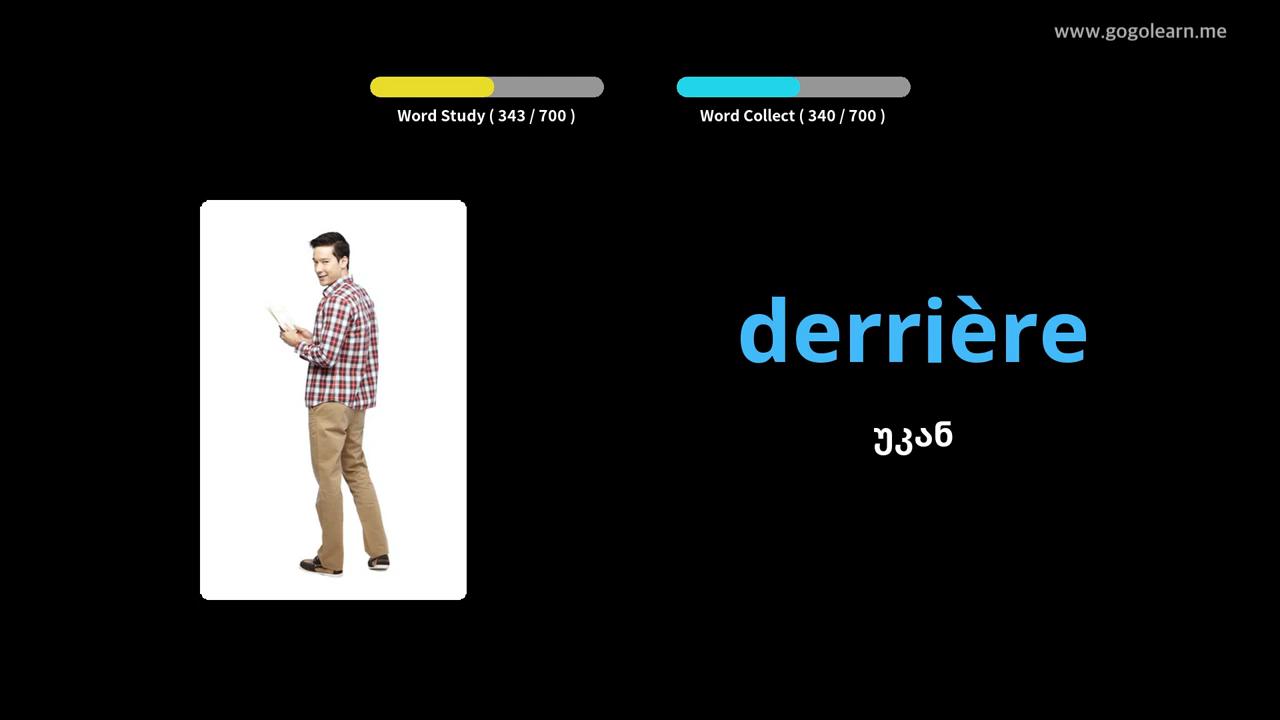 www.gogolearn.me
Word Study ( 343 / 700 )
Word Collect ( 340 / 700 )
derrière
უკან